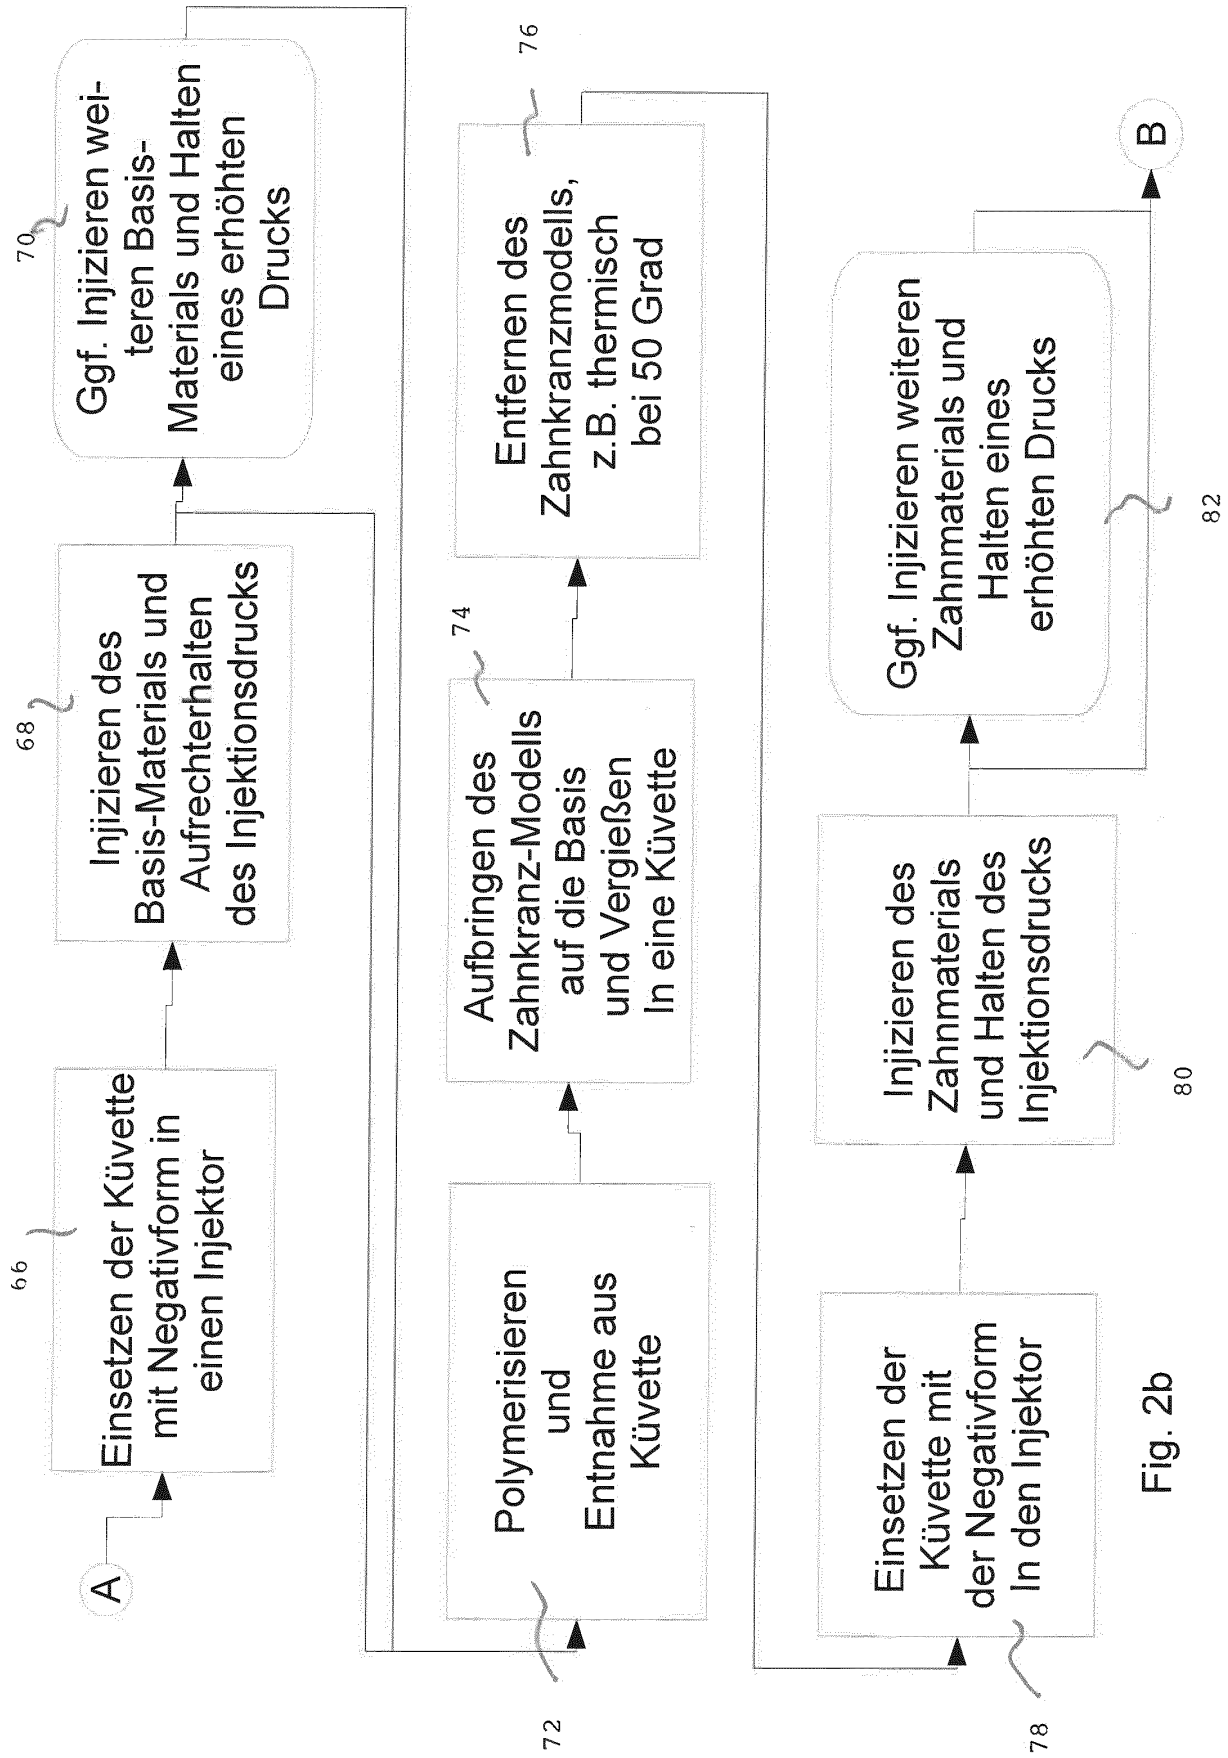 A
66
Einsetzen der Küvette
mit Negativform in
einen Injektor
68
Injizieren des
Basis-Materials und
Aufrechterhalten
des Injektionsdrucks
70
Ggf. Injizieren wei-
teren Basis-
Materials und Halten
eines erhöhten
Drucks
72
Polymerisieren
und
Entnahme aus
Küvette
74
Aufbringen des
Zahnkranz-Modells
auf die Basis
und Vergießen
In eine Küvette
76
Entfernen des
Zahnkranzmodells,
z.B. thermisch
bei 50 Grad
78
Einsetzen der
Küvette mit
der Negativform
In den Injektor
80
Injizieren des
Zahnmaterials
und Halten des
Injektionsdrucks
82
Ggf. Injizieren weiteren
Zahnmaterials und
Halten eines
erhöhten Drucks
B
Fig. 2b